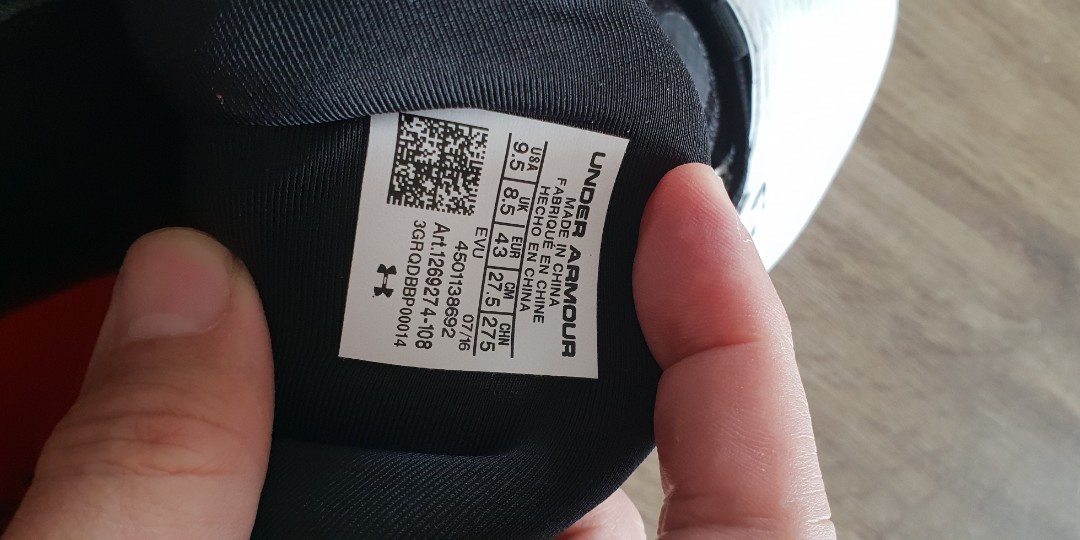 UNDER ARMOUR
MADE IN CHINA
FABRIQUÉ EN CHINE
HECHO EN CHINA
USA UK EUR CM CHN
9.5 8.5 43 27.5 275
EVU 07/16
4501138692
Art.1269274-108
3GRQDBBP00014